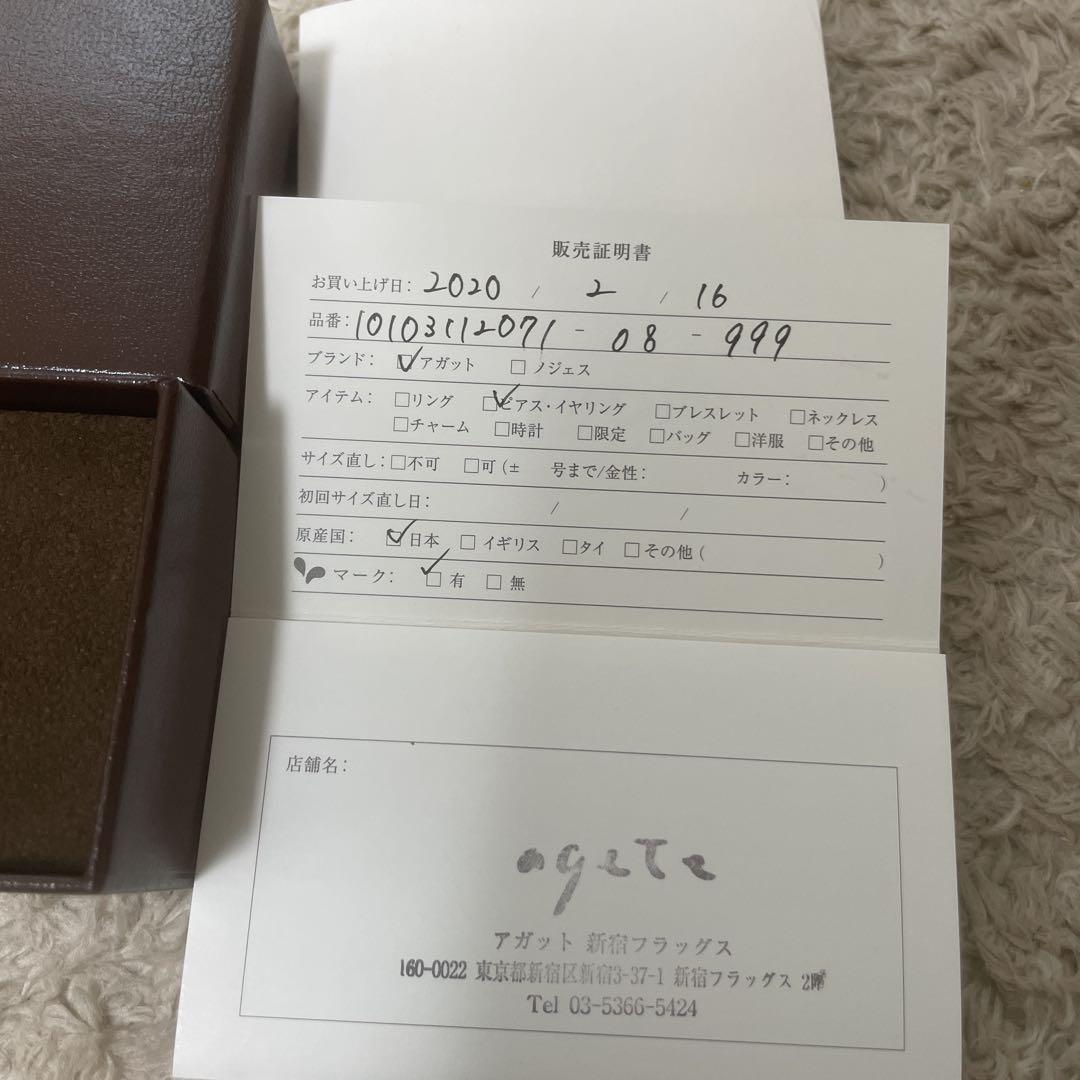 販売証明書
お買い上げ日: 2020 / 2 / 16
品番: 10103112071 - 08 - 999
ブランド: ☑アガット □ノジェス
アイテム: □リング ☑ピアス・イヤリング □ブレスレット □ネックレス
□チャーム □時計 □限定 □バッグ □洋服 □その他
サイズ直し: □不可 □可 (± 号まで/金性: カラー: )
初回サイズ直し日: / /
原産国: ☑日本 □イギリス □タイ □その他 ( )
マーク: ☑有 □無
店舗名:
agete
アガット 新宿フラッグス
160-0022 東京都新宿区新宿3-37-1 新宿フラッグス 2階
Tel 03-5366-5424